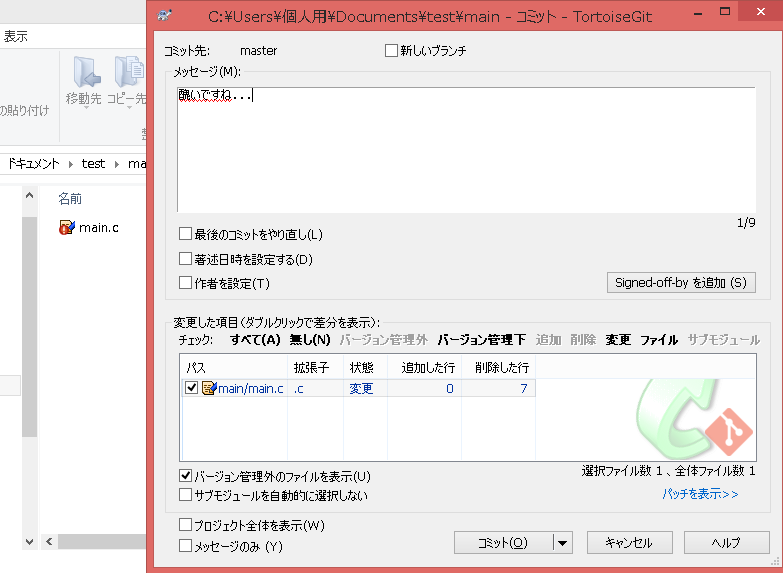 C:¥Users¥個人用¥Documents¥test¥main - コミット - TortoiseGit
表示
移動先 コピー先
の貼り付け
ドキュメント test ma
名前
main.c
コミット先: master 新しいブランチ
メッセージ(M):
醜いですね...
1/9
最後のコミットをやり直し(L)
著述日時を設定する(D)
作者を設定(T)
Signed-off-by を追加 (S)
変更した項目(ダブルクリックで差分を表示):
チェック: すべて(A) 無し(N) バージョン管理外 バージョン管理下 追加 削除 変更 ファイル サブモジュール
パス 拡張子 状態 追加した行 削除した行
main/main.c .c 変更 0 7
選択ファイル数 1 、全体ファイル数 1
バージョン管理外のファイルを表示(U)
サブモジュールを自動的に選択しない
パッチを表示>>
プロジェクト全体を表示(W)
メッセージのみ (Y)
コミット(O) キャンセル ヘルプ